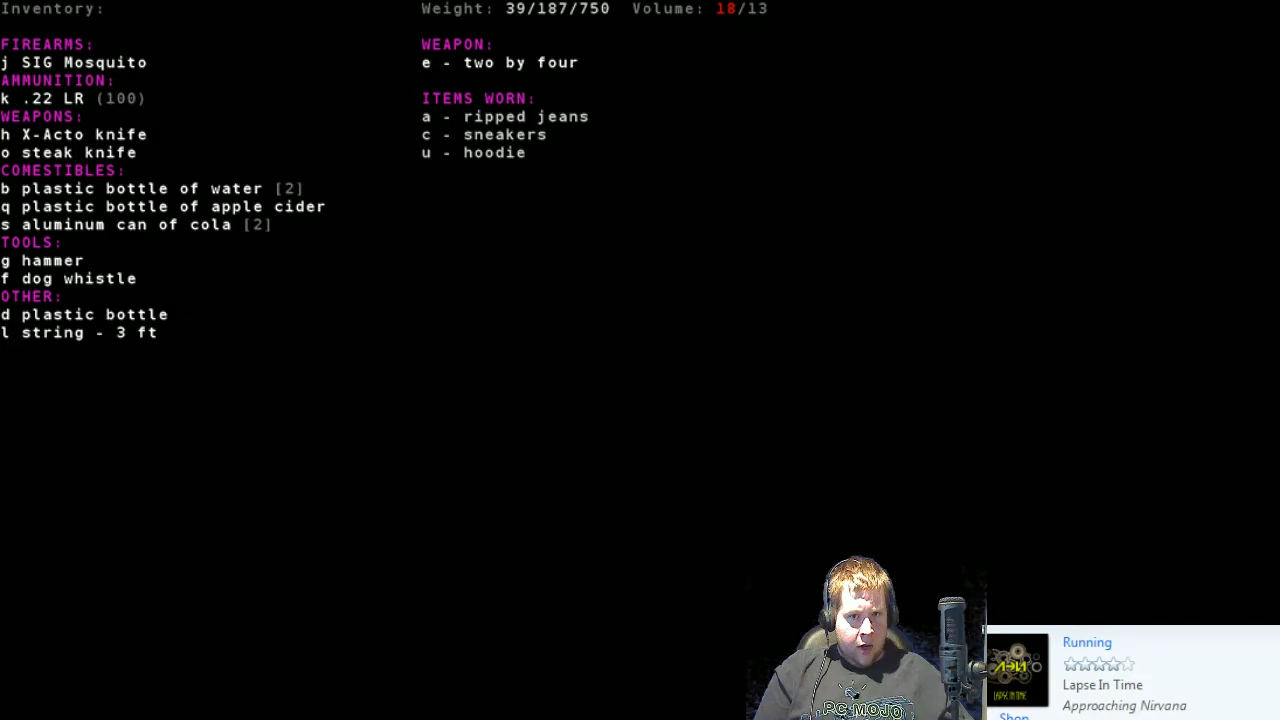 Inventory: Weight: 39/187/750 Volume: 18/13
FIREARMS:
j SIG Mosquito
AMMUNITION:
k .22 LR (100)
WEAPONS:
h X-Acto knife
o steak knife
COMESTIBLES:
b plastic bottle of water [2]
q plastic bottle of apple cider
s aluminum can of cola [2]
TOOLS:
g hammer
f dog whistle
OTHER:
d plastic bottle
l string - 3 ft
WEAPON:
e - two by four
ITEMS WORN:
a - ripped jeans
c - sneakers
u - hoodie
PC MOJO
LAPSE IN TIME
Running
Lapse In Time
Approaching Nirvana
Shop